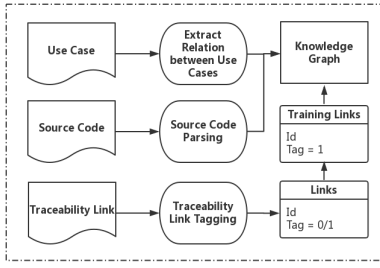 Use Case
Extract
Relation
between Use
Cases
Knowledge
Graph
Source Code
Source Code
Parsing
Training Links
Id
Tag = 1
Traceability Link
Traceability
Link Tagging
Links
Id
Tag = 0/1